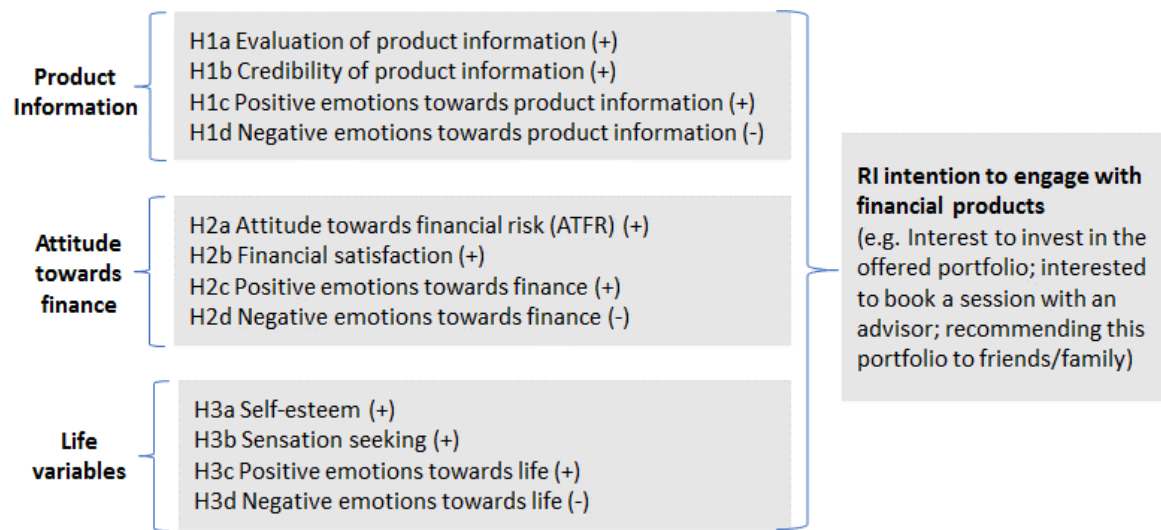 Product
Information
H1a Evaluation of product information (+)
H1b Credibility of product information (+)
H1c Positive emotions towards product information (+)
H1d Negative emotions towards product information (-)
Attitude
towards
finance
H2a Attitude towards financial risk (ATFR) (+)
H2b Financial satisfaction (+)
H2c Positive emotions towards finance (+)
H2d Negative emotions towards finance (-)
Life
variables
H3a Self-esteem (+)
H3b Sensation seeking (+)
H3c Positive emotions towards life (+)
H3d Negative emotions towards life (-)
RI intention to engage with
financial products
(e.g. Interest to invest in the
offered portfolio; interested
to book a session with an
advisor; recommending this
portfolio to friends/family)